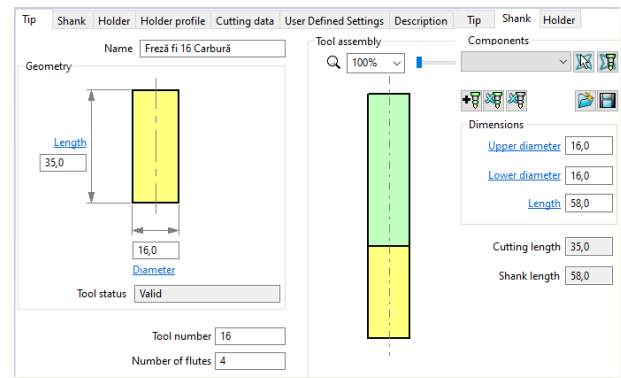 Tip Shank Holder Holder profile Cutting data User Defined Settings Description Tip Shank Holder
Name Freză fi 16 Carbură
Geometry
Length
35,0
16,0
Diameter
Tool status Valid
Tool number 16
Number of flutes 4
Tool assembly
100%
Components
Dimensions
Upper diameter 16,0
Lower diameter 16,0
Length 58,0
Cutting length 35,0
Shank length 58,0